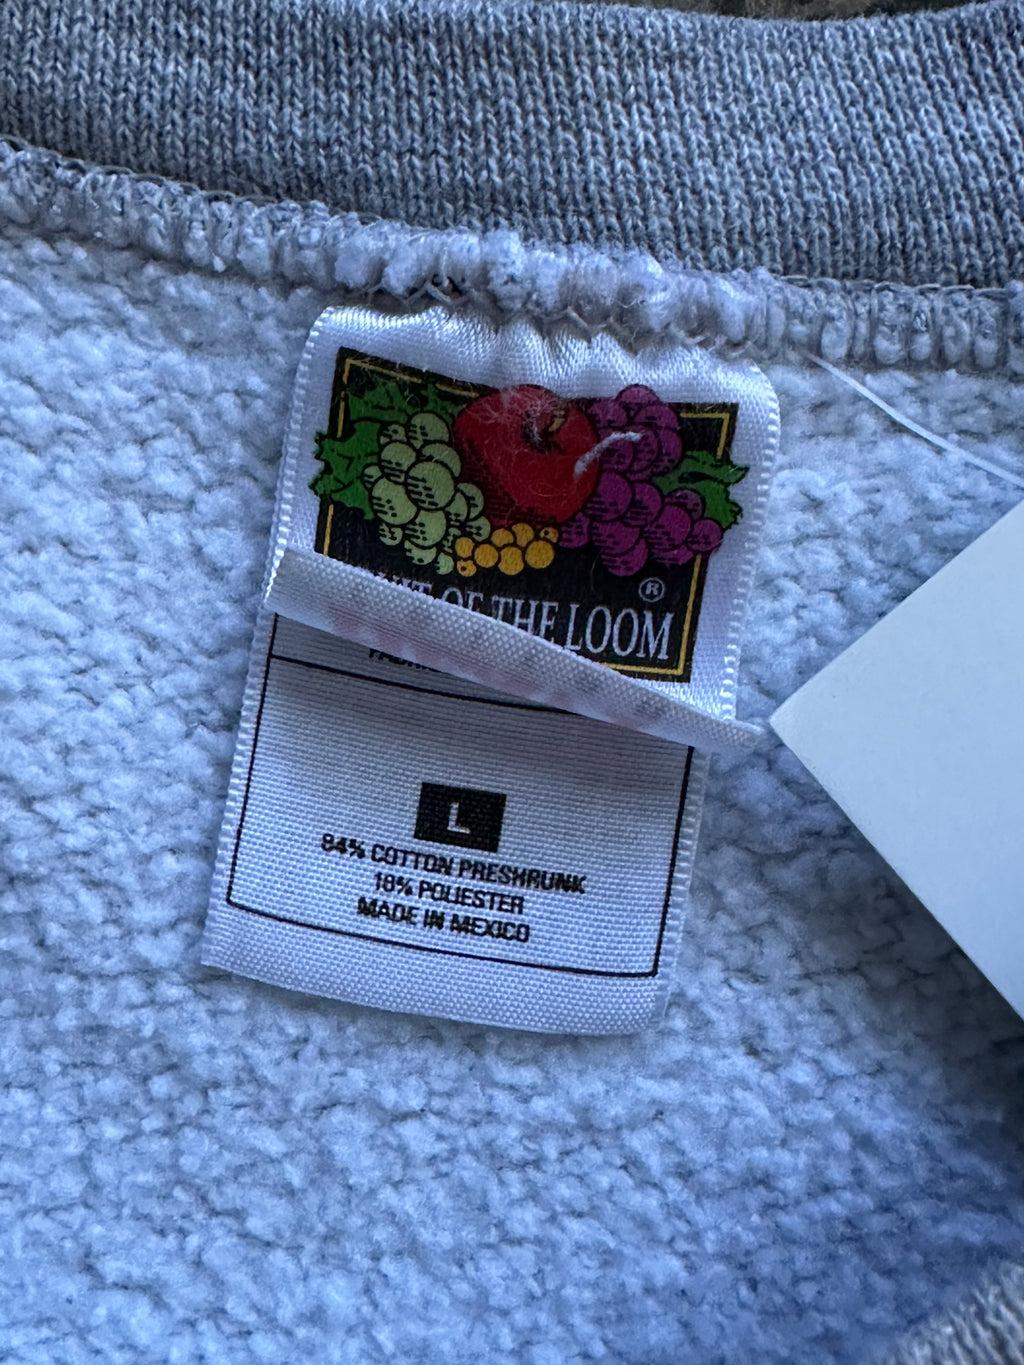 OF THE LOOM
®
L
84% COTTON PRESHRUNK
16% POLIESTER
MADE IN MEXICO